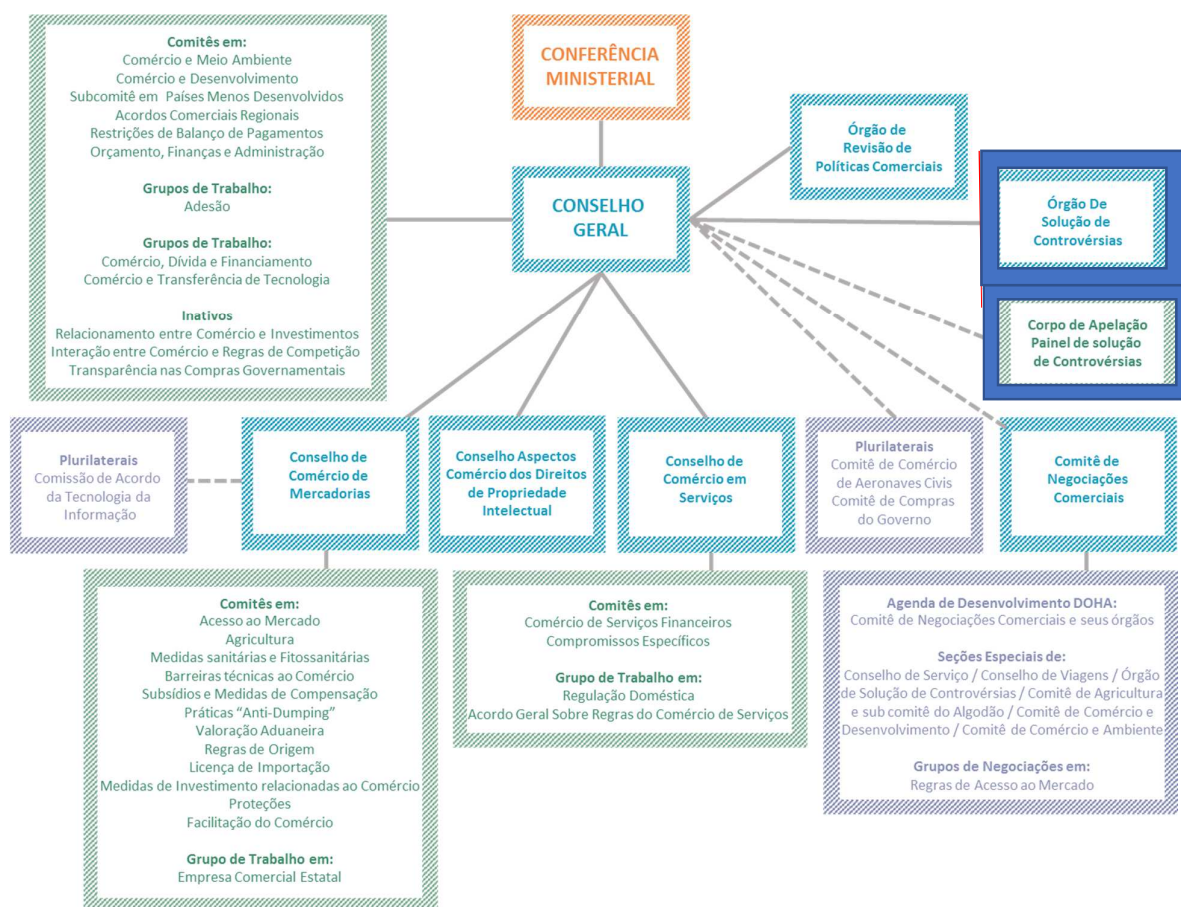 Comitês em:
Comércio e Meio Ambiente
Comércio e Desenvolvimento
Subcomitê em Países Menos Desenvolvidos
Acordos Comerciais Regionais
Restrições de Balanço de Pagamentos
Orçamento, Finanças e Administração
Grupos de Trabalho:
Adesão
Grupos de Trabalho:
Comércio, Dívida e Financiamento
Comércio e Transferência de Tecnologia
Inativos
Relacionamento entre Comércio e Investimentos
Interação entre Comércio e Regras de Competição
Transparência nas Compras Governamentais
CONFERÊNCIA
MINISTERIAL
CONSELHO
GERAL
Órgão de
Revisão de
Políticas Comerciais
Órgão De
Solução de
Controvérsias
Corpo de Apelação
Painel de solução
de Controvérsias
Plurilaterais
Comissão de Acordo
da Tecnologia da
Informação
Conselho de
Comércio de
Mercadorias
Conselho Aspectos
Comércio dos Direitos
de Propriedade
Intelectual
Conselho de
Comércio em
Serviços
Plurilaterais
Comitê de Comércio
de Aeronaves Civis
Comitê de Compras
do Governo
Comitê de
Negociações
Comerciais
Comitês em:
Acesso ao Mercado
Agricultura
Medidas sanitárias e Fitossanitárias
Barreiras técnicas ao Comércio
Subsídios e Medidas de Compensação
Práticas “Anti-Dumping”
Valoração Aduaneira
Regras de Origem
Licença de Importação
Medidas de Investimento relacionadas ao Comércio
Proteções
Facilitação do Comércio
Grupo de Trabalho em:
Empresa Comercial Estatal
Comitês em:
Comércio de Serviços Financeiros
Compromissos Específicos
Grupo de Trabalho em:
Regulação Doméstica
Acordo Geral Sobre Regras do Comércio de Serviços
Agenda de Desenvolvimento DOHA:
Comitê de Negociações Comerciais e seus órgãos
Seções Especiais de:
Conselho de Serviço / Conselho de Viagens / Órgão
de Solução de Controvérsias / Comitê de Agricultura
e sub comitê do Algodão / Comitê de Comércio e
Desenvolvimento / Comitê de Comércio e Ambiente
Grupos de Negociações em:
Regras de Acesso ao Mercado